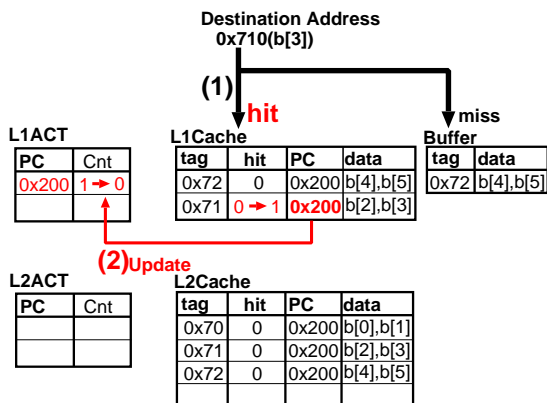 Destination Address
0x710(b[3])
(1)
hit
miss
L1ACT
L1Cache
Buffer
PC Cnt
tag hit PC data
tag data
0x200 1 → 0
0x72 0 0x200 b[4],b[5]
0x72 b[4],b[5]
0x71 0 → 1 0x200 b[2],b[3]
(2)Update
L2ACT
L2Cache
PC Cnt
tag hit PC data
0x70 0 0x200 b[0],b[1]
0x71 0 0x200 b[2],b[3]
0x72 0 0x200 b[4],b[5]